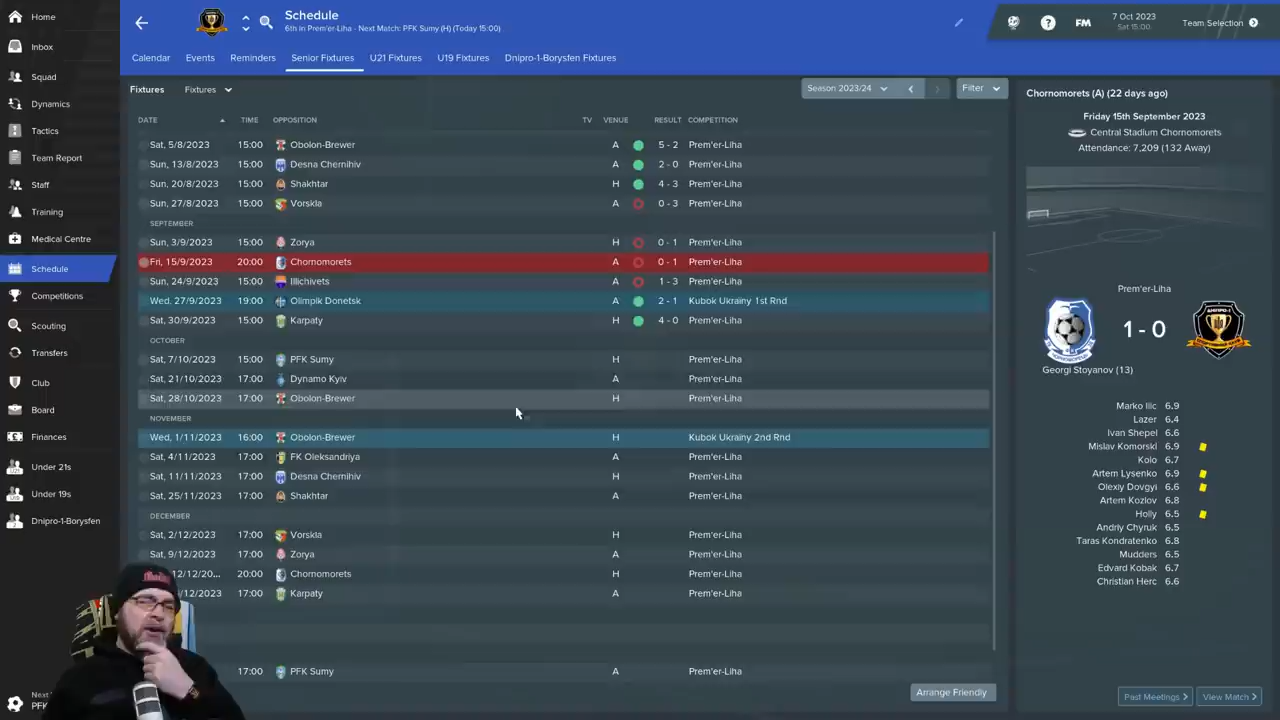 Home
Inbox
Squad
Dynamics
Tactics
Team Report
Staff
Training
Medical Centre
Schedule
Competitions
Scouting
Transfers
Club
Board
Finances
Under 21s
Under 19s
Dnipro-1-Borysfen
Schedule
6th in Prem'er-Liha - Next Match: PFK Sumy (H) (Today 15:00)
? FM 7 Oct 2023
Sat 15:00
Team Selection
Calendar Events Reminders Senior Fixtures U21 Fixtures U19 Fixtures Dnipro-1-Borysfen Fixtures
Fixtures Fixtures Season 2023/24 Filter
DATE TIME OPPOSITION TV VENUE RESULT COMPETITION
Sat, 5/8/2023 15:00 Obolon-Brewer A 5 - 2 Prem'er-Liha
Sun, 13/8/2023 15:00 Desna Chernihiv A 2 - 0 Prem'er-Liha
Sun, 20/8/2023 15:00 Shakhtar H 4 - 3 Prem'er-Liha
Sun, 27/8/2023 15:00 Vorskla A 0 - 3 Prem'er-Liha
SEPTEMBER
Sun, 3/9/2023 15:00 Zorya H 0 - 1 Prem'er-Liha
Fri, 15/9/2023 20:00 Chornomorets A 0 - 1 Prem'er-Liha
Sun, 24/9/2023 15:00 Illichivets A 1 - 3 Prem'er-Liha
Wed, 27/9/2023 19:00 Olimpik Donetsk A 2 - 1 Kubok Ukrainy 1st Rnd
Sat, 30/9/2023 15:00 Karpaty H 4 - 0 Prem'er-Liha
OCTOBER
Sat, 7/10/2023 15:00 PFK Sumy H Prem'er-Liha
Sat, 21/10/2023 17:00 Dynamo Kyiv A Prem'er-Liha
Sat, 28/10/2023 17:00 Obolon-Brewer H Prem'er-Liha
NOVEMBER
Wed, 1/11/2023 16:00 Obolon-Brewer H Kubok Ukrainy 2nd Rnd
Sat, 4/11/2023 17:00 FK Oleksandriya A Prem'er-Liha
Sat, 11/11/2023 17:00 Desna Chernihiv H Prem'er-Liha
Sat, 25/11/2023 17:00 Shakhtar A Prem'er-Liha
DECEMBER
Sat, 2/12/2023 17:00 Vorskla H Prem'er-Liha
Sat, 9/12/2023 17:00 Zorya A Prem'er-Liha
12/12/20... 20:00 Chornomorets H Prem'er-Liha
/12/2023 17:00 Karpaty A Prem'er-Liha
17:00 PFK Sumy A Prem'er-Liha
Arrange Friendly
Chornomorets (A) (22 days ago)
Friday 15th September 2023
Central Stadium Chornomorets
Attendance: 7,209 (132 Away)
Prem'er-Liha
1 - 0
Georgi Stoyanov (13)
Marko Ilic 6.9
Lazer 6.4
Ivan Shepel 6.6
Mislav Komorski 6.9
Kolo 6.7
Artem Lysenko 6.9
Olexiy Dovgyi 6.6
Artem Kozlov 6.8
Holly 6.5
Andriy Chyruk 6.5
Taras Kondratenko 6.8
Mudders 6.5
Edvard Kobak 6.7
Christian Herc 6.6
Past Meetings View Match